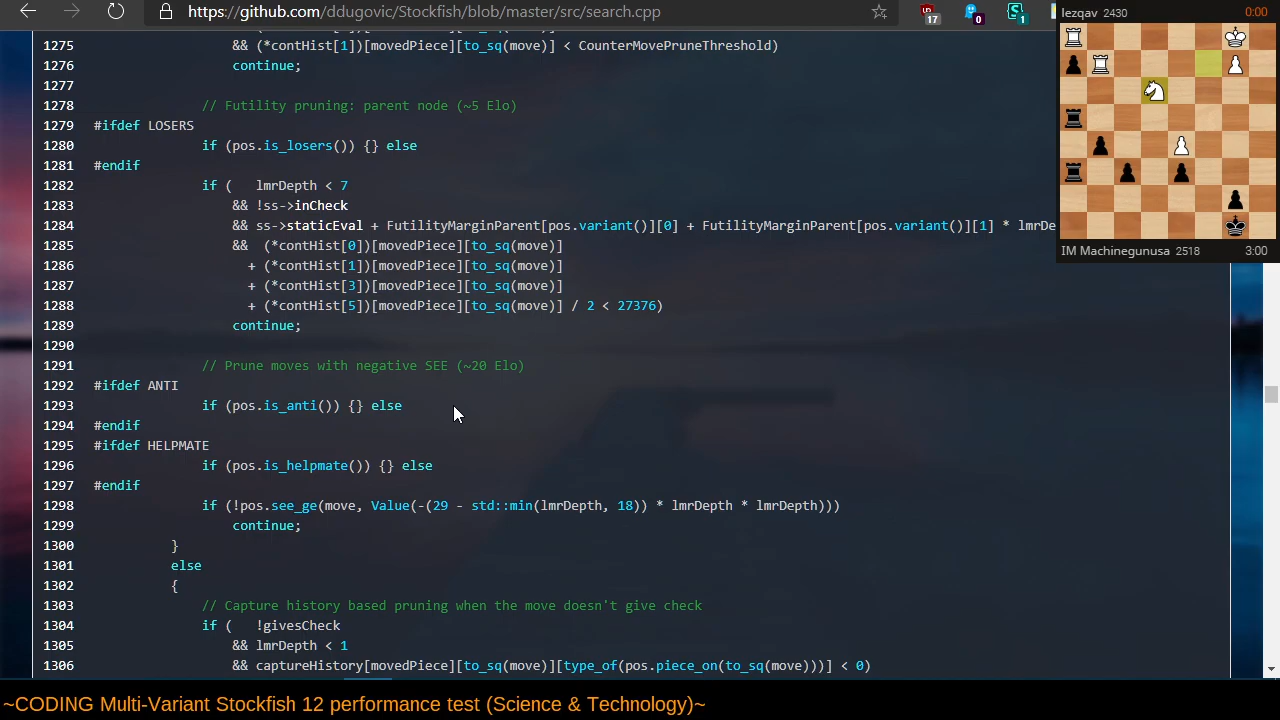 https://github.com/ddugovic/Stockfish/blob/master/src/search.cpp
17
0
1
lezqav 2430 0:00
1275 && (*contHist[1])[movedPiece][to_sq(move)] < CounterMovePruneThreshold)
1276 continue;
1277
1278 // Futility pruning: parent node (~5 Elo)
1279 #ifdef LOSERS
1280 if (pos.is_losers()) {} else
1281 #endif
1282 if ( lmrDepth < 7
1283 && !ss->inCheck
1284 && ss->staticEval + FutilityMarginParent[pos.variant()][0] + FutilityMarginParent[pos.variant()][1] * lmrDe
1285 && (*contHist[0])[movedPiece][to_sq(move)]
1286 + (*contHist[1])[movedPiece][to_sq(move)]
1287 + (*contHist[3])[movedPiece][to_sq(move)]
1288 + (*contHist[5])[movedPiece][to_sq(move)] / 2 < 27376)
1289 continue;
1290
1291 // Prune moves with negative SEE (~20 Elo)
1292 #ifdef ANTI
1293 if (pos.is_anti()) {} else
1294 #endif
1295 #ifdef HELPMATE
1296 if (pos.is_helpmate()) {} else
1297 #endif
1298 if (!pos.see_ge(move, Value(-(29 - std::min(lmrDepth, 18)) * lmrDepth * lmrDepth)))
1299 continue;
1300 }
1301 else
1302 {
1303 // Capture history based pruning when the move doesn't give check
1304 if ( !givesCheck
1305 && lmrDepth < 1
1306 && captureHistory[movedPiece][to_sq(move)][type_of(pos.piece_on(to_sq(move)))] < 0)
IM Machinegunusa 2518 3:00
~CODING Multi-Variant Stockfish 12 performance test (Science & Technology)~